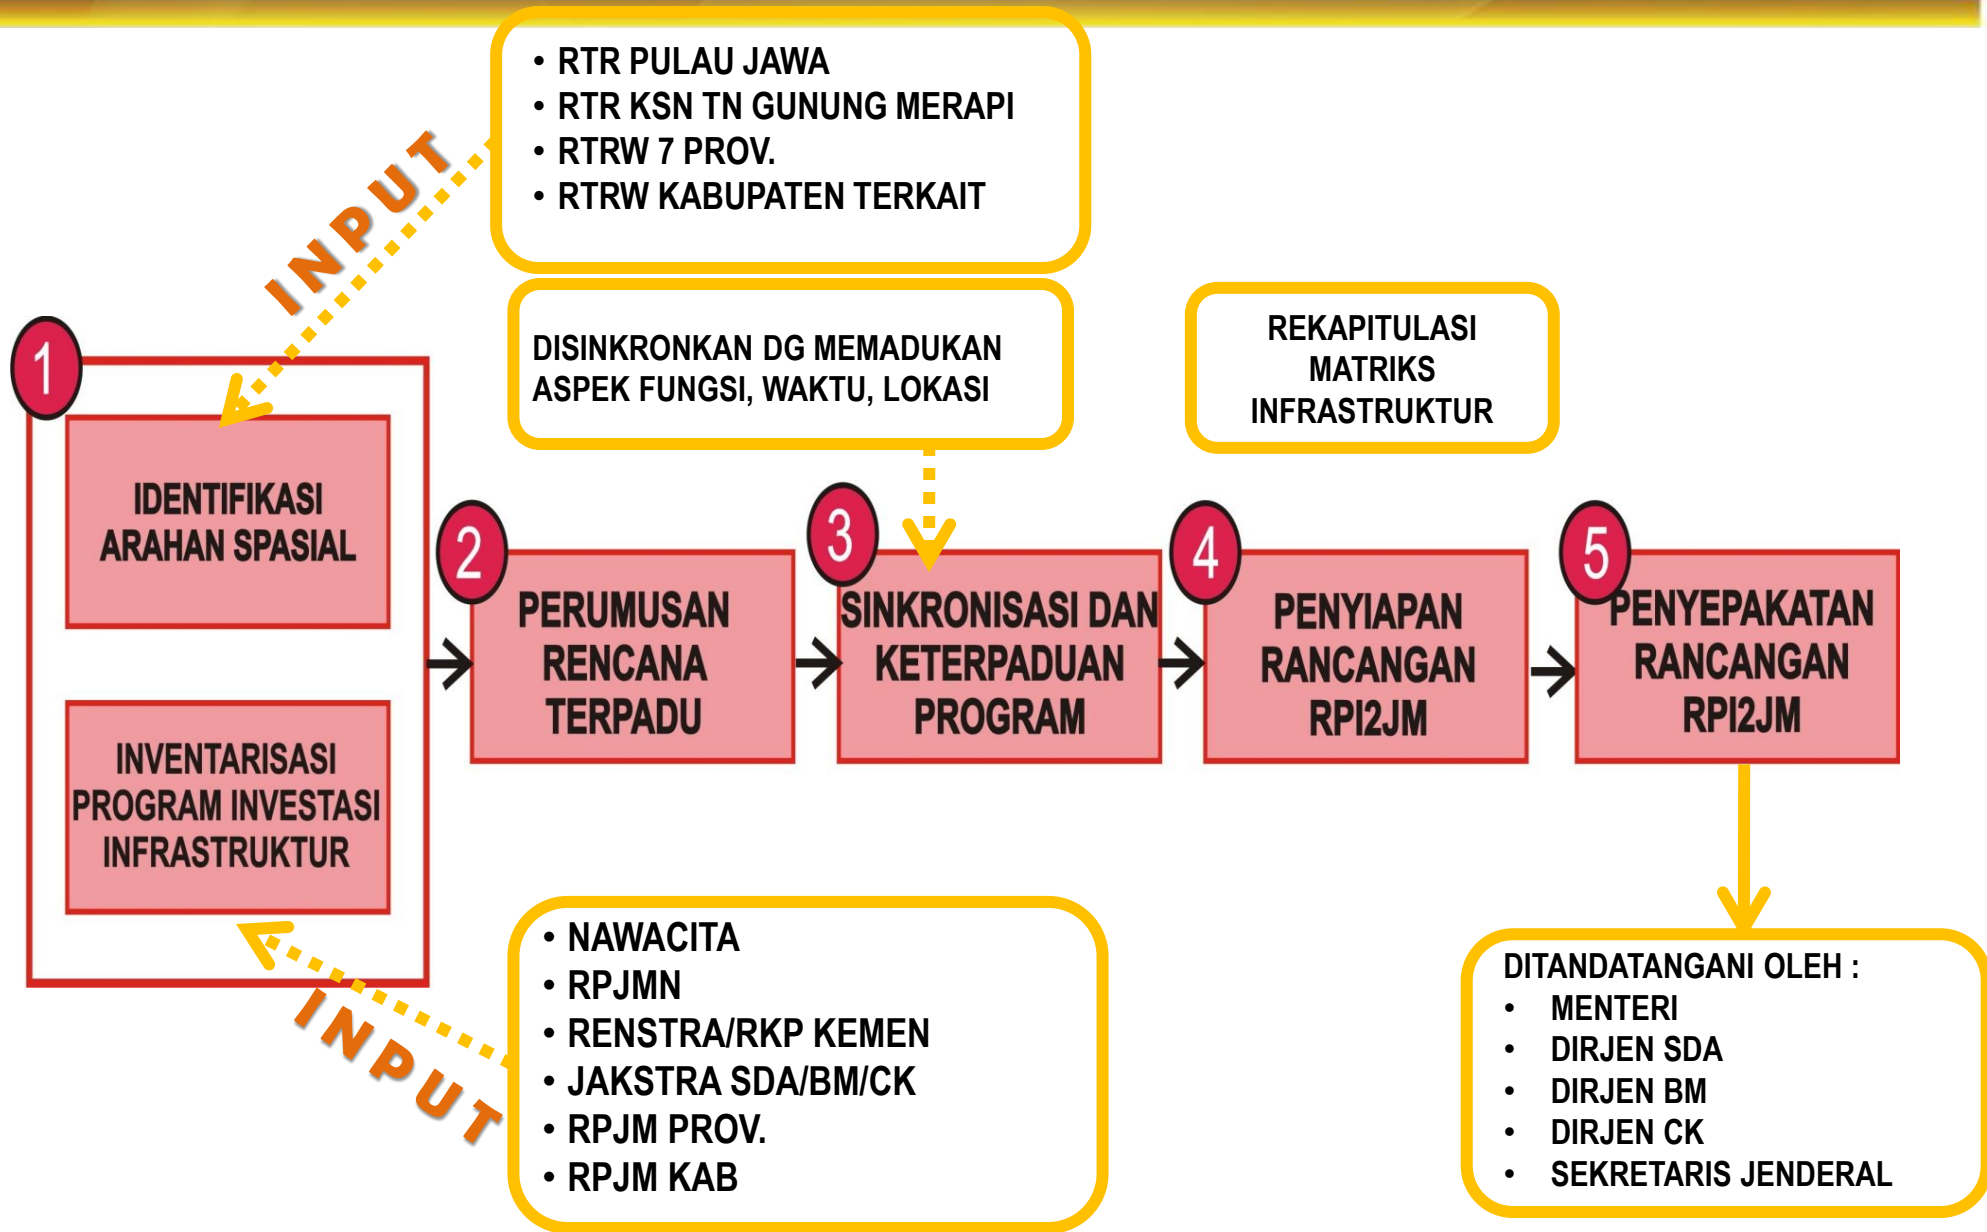 • RTR PULAU JAWA
• RTR KSN TN GUNUNG MERAPI
• RTRW 7 PROV.
• RTRW KABUPATEN TERKAIT
INPUT
DISINKRONKAN DG MEMADUKAN
ASPEK FUNGSI, WAKTU, LOKASI
REKAPITULASI
MATRIKS
INFRASTRUKTUR
1
IDENTIFIKASI
ARAHAN SPASIAL
INVENTARISASI
PROGRAM INVESTASI
INFRASTRUKTUR
2
PERUMUSAN
RENCANA
TERPADU
3
SINKRONISASI DAN
KETERPADUAN
PROGRAM
4
PENYIAPAN
RANCANGAN
RPI2JM
5
PENYEPAKATAN
RANCANGAN
RPI2JM
INPUT
• NAWACITA
• RPJMN
• RENSTRA/RKP KEMEN
• JAKSTRA SDA/BM/CK
• RPJM PROV.
• RPJM KAB
DITANDATANGANI OLEH :
• MENTERI
• DIRJEN SDA
• DIRJEN BM
• DIRJEN CK
• SEKRETARIS JENDERAL